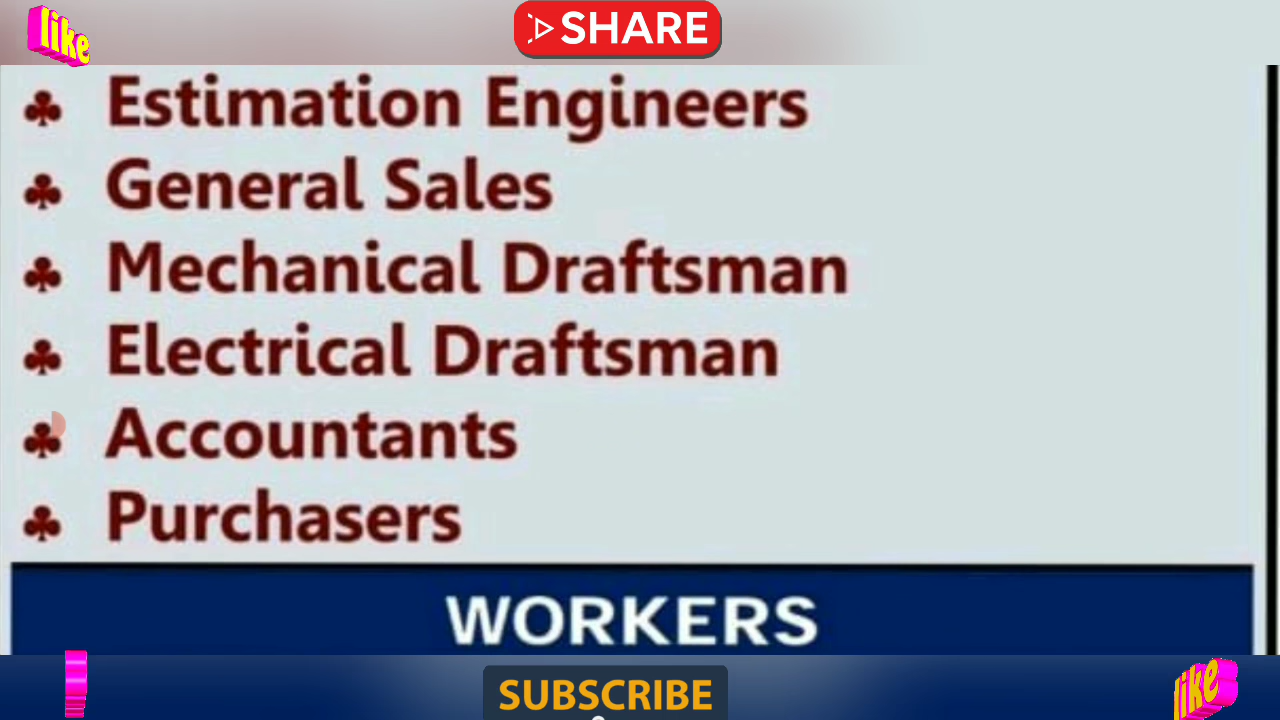 like
SHARE
♣ Estimation Engineers
♣ General Sales
♣ Mechanical Draftsman
♣ Electrical Draftsman
♣ Accountants
♣ Purchasers
WORKERS
SUBSCRIBE
like